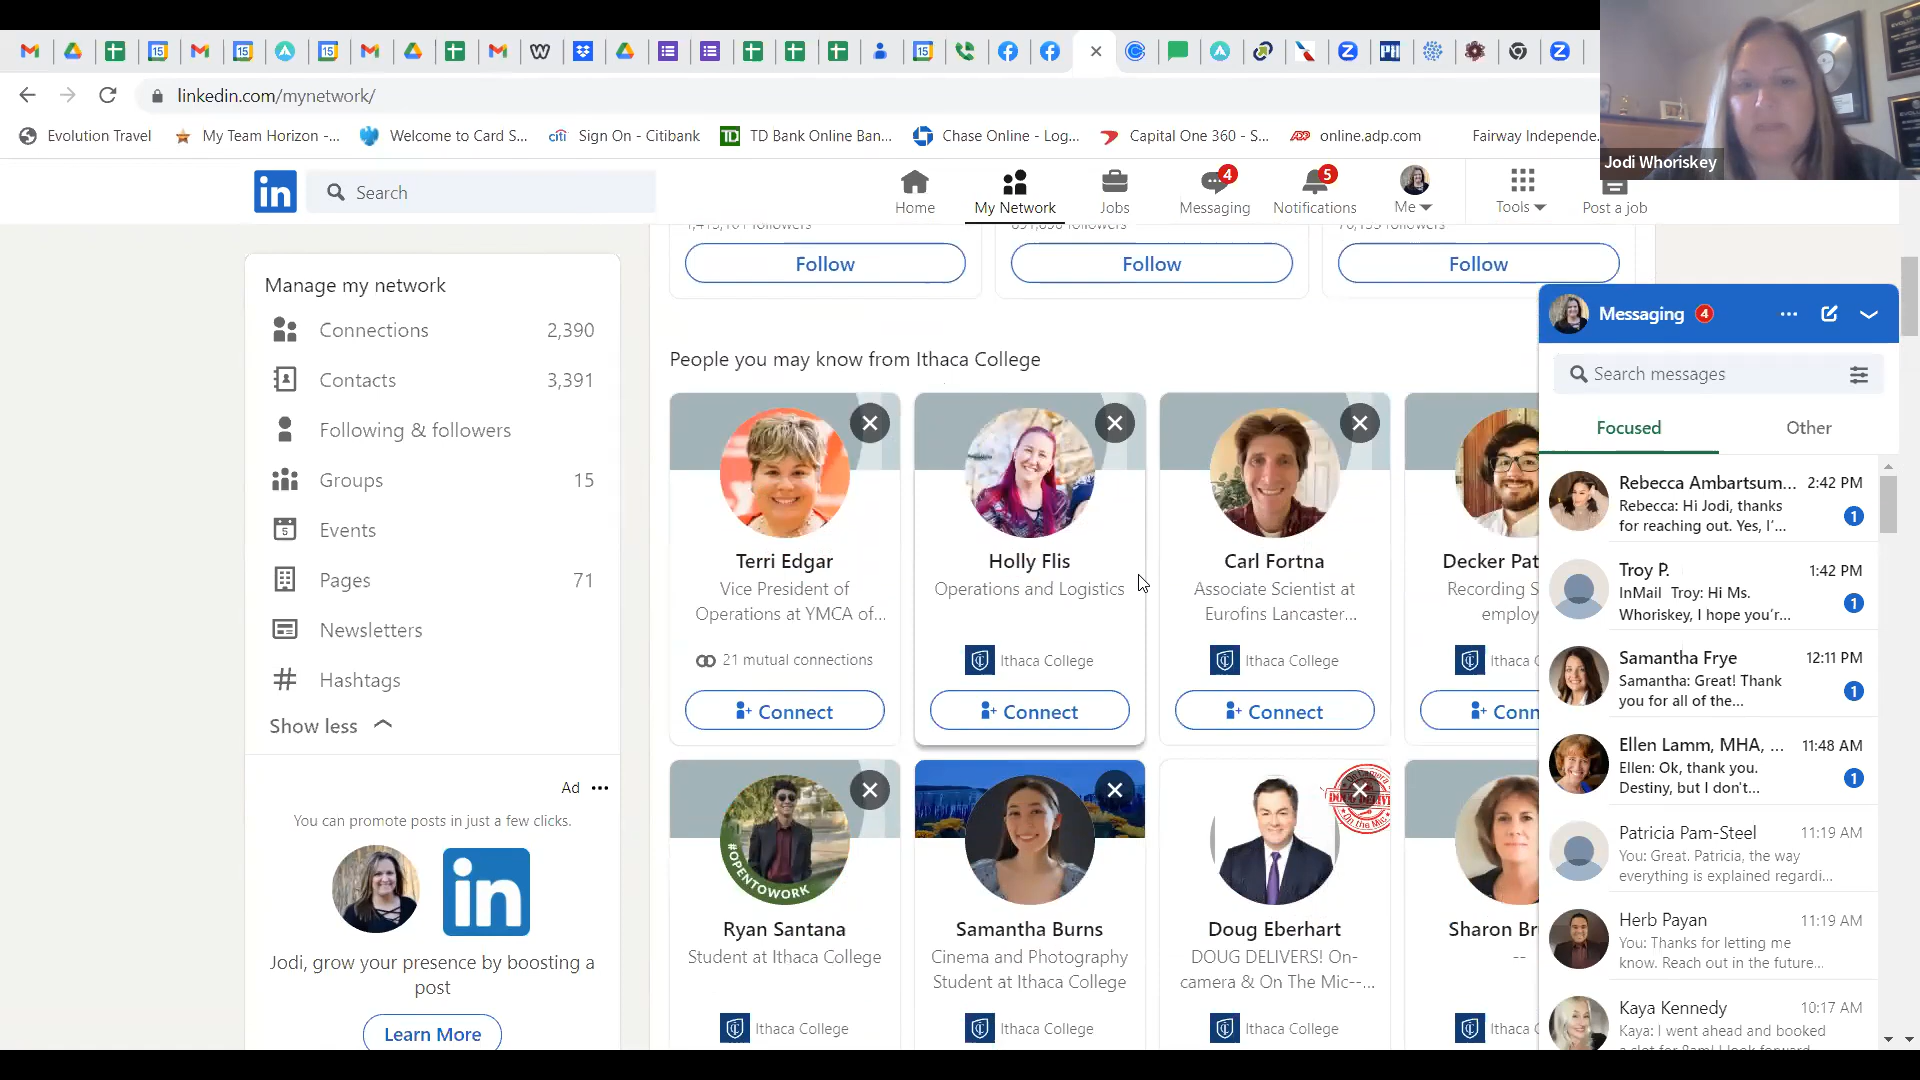 linkedin.com/mynetwork/
Evolution Travel
My Team Horizon -...
Welcome to Card S...
citi
Sign On - Citibank
TD
TD Bank Online Ban...
Chase Online - Log...
Capital One 360 - S...
online.adp.com
Fairway Independe...
Jodi Whoriskey
in
Search
Home
My Network
Jobs
4
Messaging
5
Notifications
Me
Tools
Post a job
Follow
Follow
Follow
Manage my network
Connections 2,390
Contacts 3,391
Following & followers
Groups 15
Events
Pages 71
Newsletters
Hashtags
Show less
Ad
You can promote posts in just a few clicks.
in
Jodi, grow your presence by boosting a
post
Learn More
People you may know from Ithaca College
Terri Edgar
Vice President of
Operations at YMCA of...
21 mutual connections
Connect
Holly Flis
Operations and Logistics
Ithaca College
Connect
Carl Fortna
Associate Scientist at
Eurofins Lancaster...
Ithaca College
Connect
Decker Pat
Recording S
employ
Ithaca C
Conn
#OPENTOWORK
Ryan Santana
Student at Ithaca College
Ithaca College
Samantha Burns
Cinema and Photography
Student at Ithaca College
Ithaca College
Doug Eberhart
DOUG DELIVERS! On-
camera & On The Mic--...
Ithaca College
Sharon Br
--
Ithaca C
Messaging 4
Search messages
Focused
Other
Rebecca Ambartsum... 2:42 PM
Rebecca: Hi Jodi, thanks
for reaching out. Yes, I'... 1
Troy P. 1:42 PM
InMail Troy: Hi Ms.
Whoriskey, I hope you'r... 1
Samantha Frye 12:11 PM
Samantha: Great! Thank
you for all of the... 1
Ellen Lamm, MHA, ... 11:48 AM
Ellen: Ok, thank you.
Destiny, but I don't... 1
Patricia Pam-Steel 11:19 AM
You: Great. Patricia, the way
everything is explained regardi...
Herb Payan 11:19 AM
You: Thanks for letting me
know. Reach out in the future...
Kaya Kennedy 10:17 AM
Kaya: I went ahead and booked